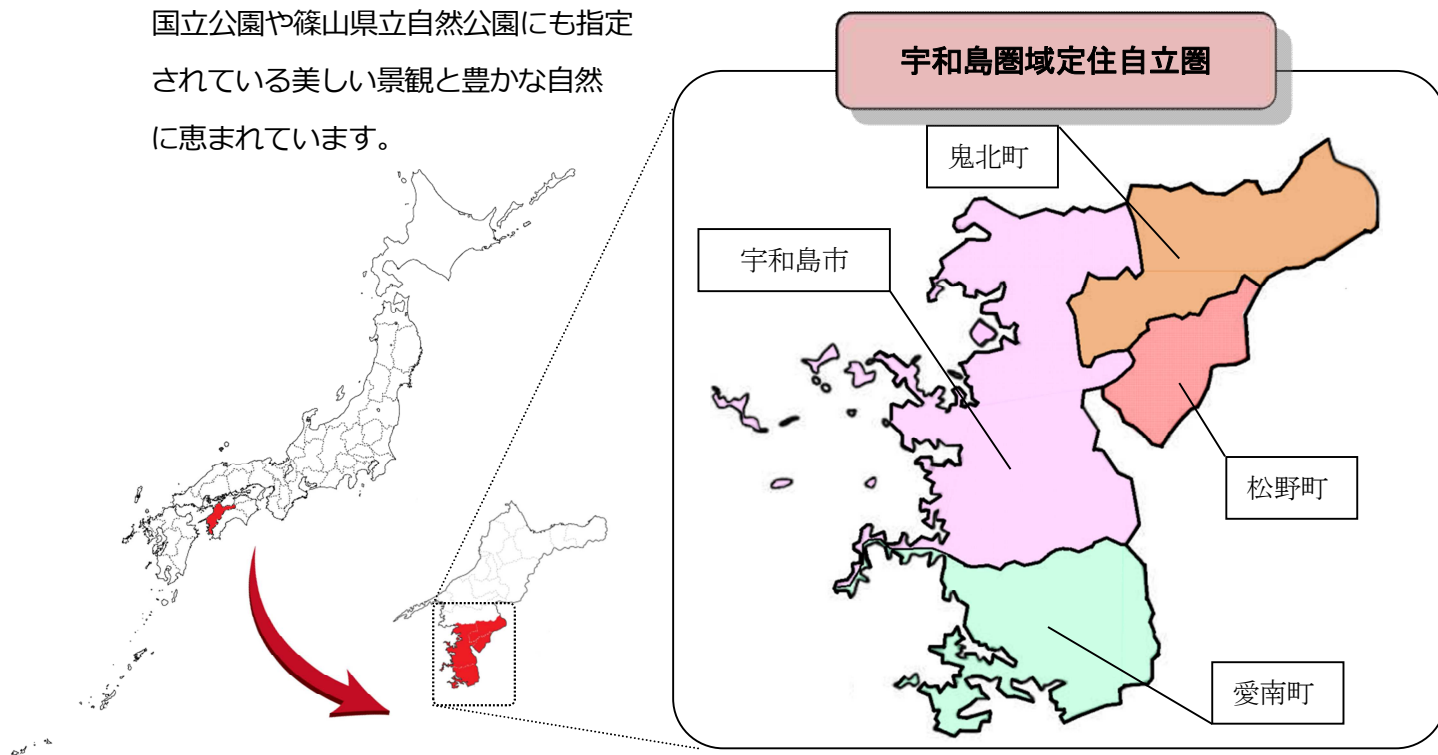 国立公園や篠山県立自然公園にも指定
されている美しい景観と豊かな自然
に恵まれています。
宇和島圏域定住自立圏
鬼北町
宇和島市
松野町
愛南町